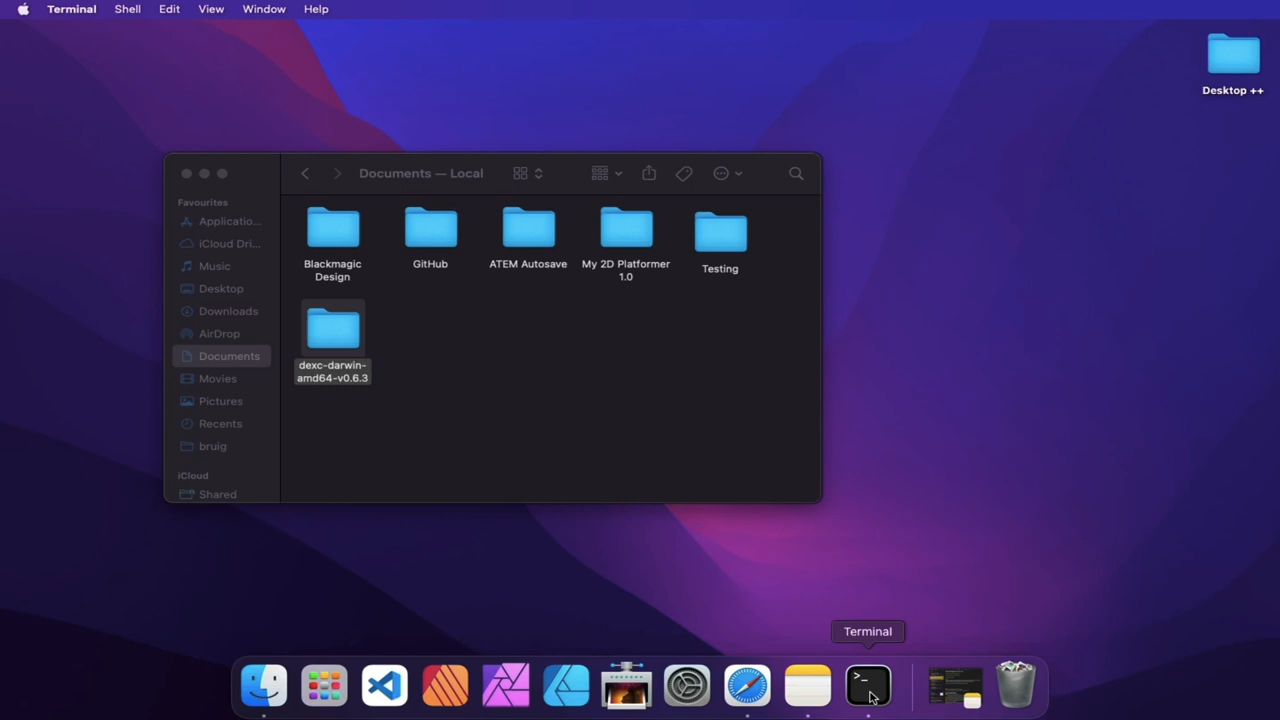 Terminal Shell Edit View Window Help
Desktop ++
Documents — Local
Favourites
Applicatio...
iCloud Dri...
Music
Desktop
Downloads
AirDrop
Documents
Movies
Pictures
Recents
bruig
iCloud
Shared
Blackmagic
Design
GitHub
ATEM Autosave
My 2D Platformer
1.0
Testing
dexc-darwin-
amd64-v0.6.3
Terminal
>_